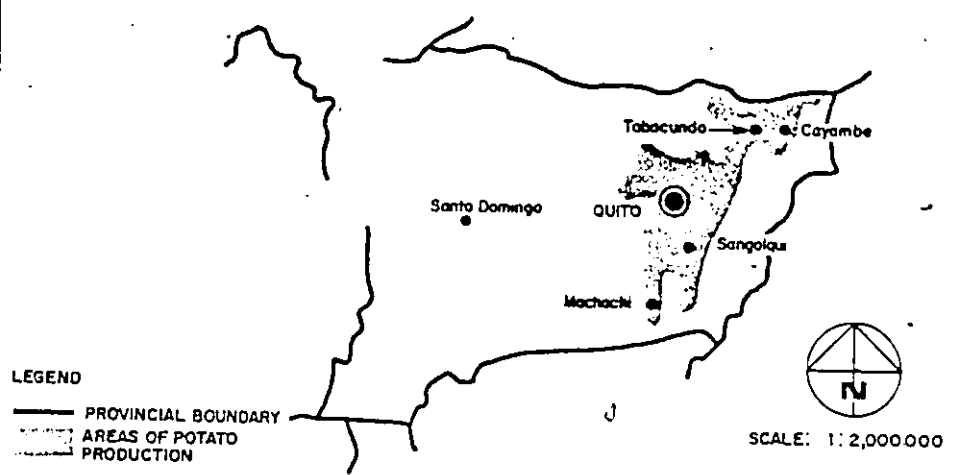 Tabacundo
Cayambe
Santo Domingo
QUITO
Sangolqui
Machachi
LEGEND
PROVINCIAL BOUNDARY
AREAS OF POTATO
PRODUCTION
N
SCALE: 1:2,000.000